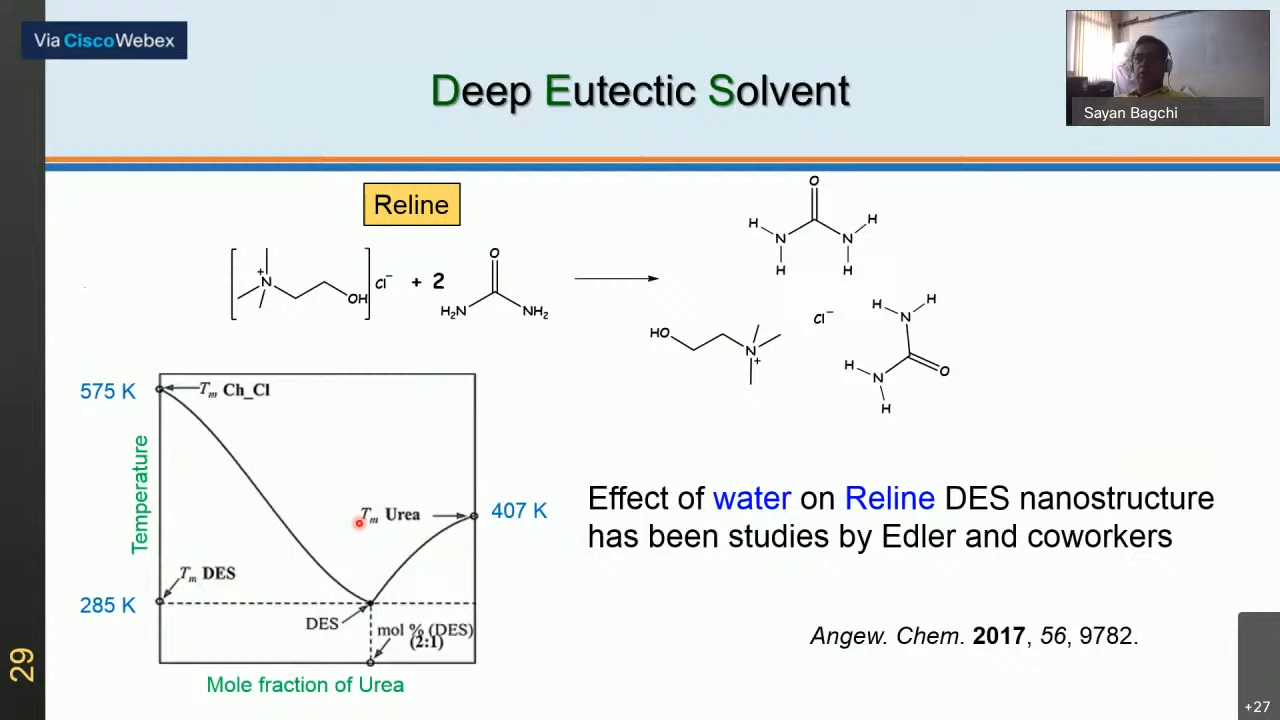 Via CiscoWebex
Deep Eutectic Solvent
Sayan Bagchi
Reline
N + OH Cl− + 2 O H₂N NH₂
O H N H N H H
HO N + Cl− H N H H N H O
575 K
Tm Ch_Cl
Temperature
Tm Urea
407 K
Tm DES
285 K
DES
mol % (DES)
(2:1)
Mole fraction of Urea
Effect of water on Reline DES nanostructure
has been studies by Edler and coworkers
Angew. Chem. 2017, 56, 9782.
29
+27